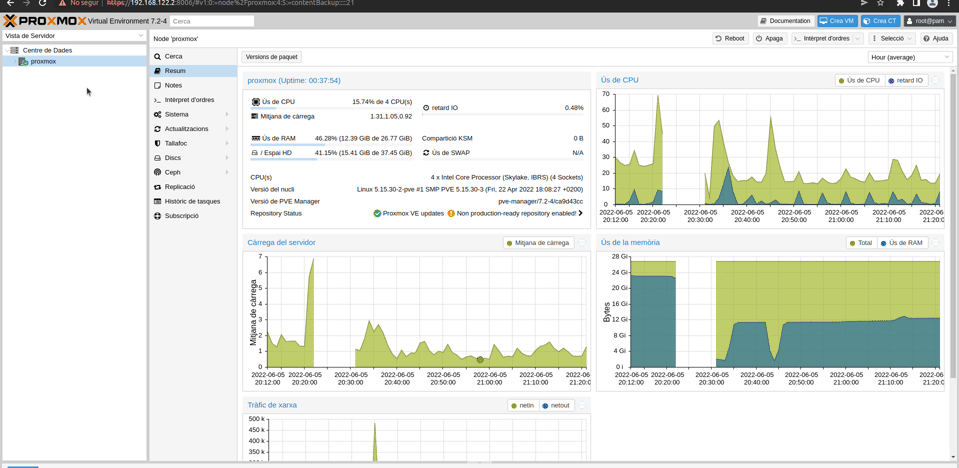 No segur https://192.168.122.2:8006/#v1:0:=node%2Fproxmox:4:5:=contentBackup:::::21
PROXMOX Virtual Environment 7.2-4 Cerca Documentation Crea VM Crea CT root@pam
Vista de Servidor
Centre de Dades
proxmox
Node 'proxmox' Reboot Apaga Intèrpret d'ordres Selecció Ajuda
Cerca
Resum
Notes
Intèrpret d'ordres
Sistema
Actualitzacions
Tallafoc
Discs
Ceph
Replicació
Històric de tasques
Subscripció
Versions de paquet Hour (average)
proxmox (Uptime: 00:37:54)
Ús de CPU 15.74% de 4 CPU(s)
Mitjana de càrrega 1.31,1.05,0.92
retard IO 0.48%
Ús de RAM 46.28% (12.39 GiB de 26.77 GiB)
/ Espai HD 41.15% (15.41 GiB de 37.45 GiB)
Compartició KSM 0 B
Ús de SWAP N/A
CPU(s) 4 x Intel Core Processor (Skylake, IBRS) (4 Sockets)
Versió del nucli Linux 5.15.30-2-pve #1 SMP PVE 5.15.30-3 (Fri, 22 Apr 2022 18:08:27 +0200)
Versió de PVE Manager pve-manager/7.2-4/ca9d43cc
Repository Status Proxmox VE updates Non production-ready repository enabled!
Ús de CPU
Ús de CPU retard IO
70
60
50
40
30
20
10
0
2022-06-05 2022-06-05 2022-06-05 2022-06-05 2022-06-05 2022-06-05 2022-06-05 2022-06-0
20:12:00 20:20:00 20:30:00 20:40:00 20:50:00 21:00:00 21:10:00 21:20:0
Càrrega del servidor
Mitjana de càrrega
Mitjana de càrrega
7
6
5
4
3
2
1
0
2022-06-05 2022-06-05 2022-06-05 2022-06-05 2022-06-05 2022-06-05 2022-06-05 2022-06-0
20:12:00 20:20:00 20:30:00 20:40:00 20:50:00 21:00:00 21:10:00 21:20:0
Ús de la memòria
Total Ús de RAM
Bytes
28 Gi
24 Gi
20 Gi
16 Gi
12 Gi
8 Gi
4 Gi
0 i
2022-06-05 2022-06-05 2022-06-05 2022-06-05 2022-06-05 2022-06-05 2022-06-05 2022-06-0
20:12:00 20:20:00 20:30:00 20:40:00 20:50:00 21:00:00 21:10:00 21:20:0
Tràfic de xarxa
netin netout
500 k
450 k
400 k
350 k